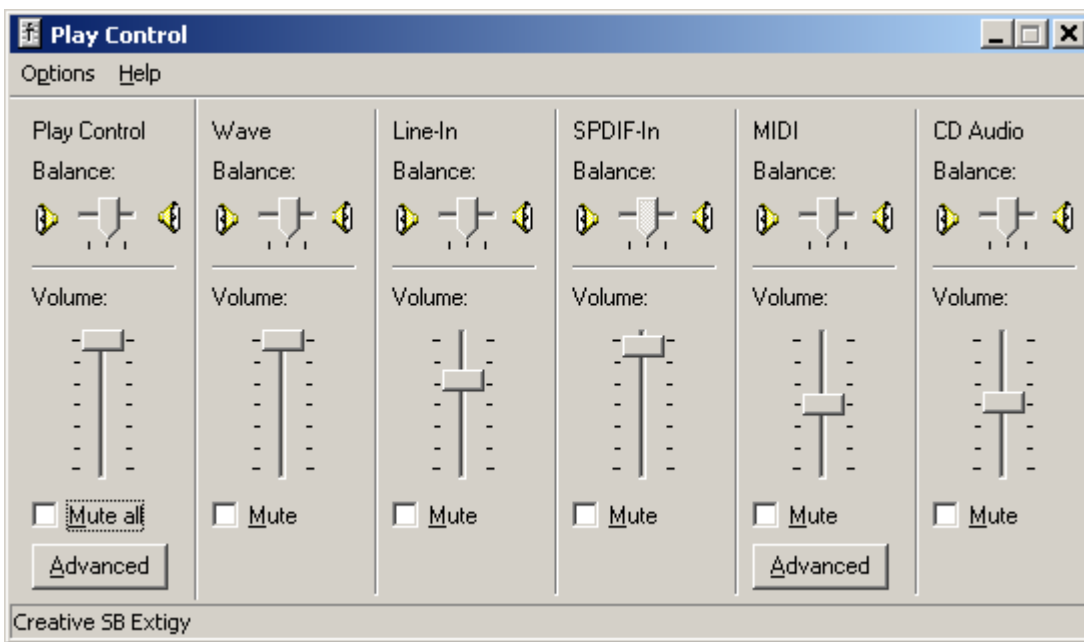 Play Control
Options Help
Play Control Wave Line-In SPDIF-In MIDI CD Audio
Balance: Balance: Balance: Balance: Balance: Balance:
Volume: Volume: Volume: Volume: Volume: Volume:
Mute all Mute Mute Mute Mute Mute
Advanced Advanced
Creative SB Extigy